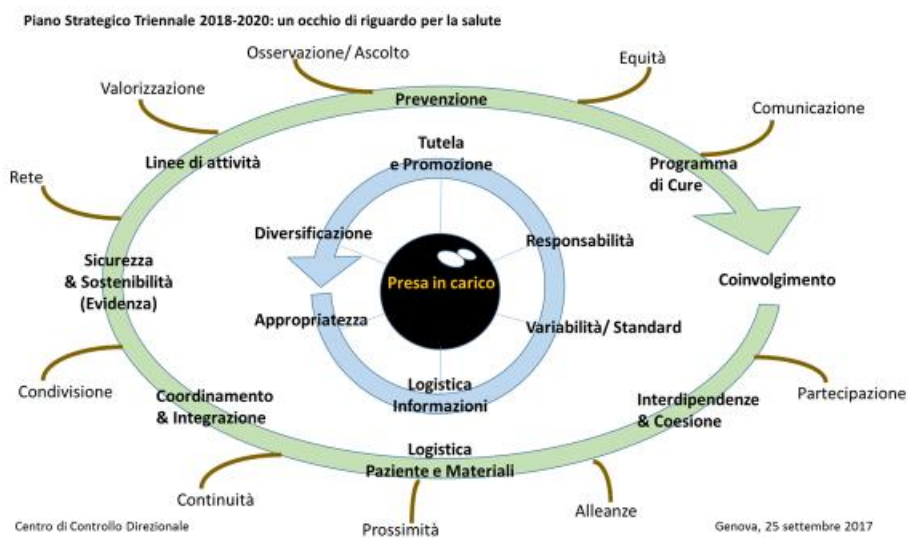 Piano Strategico Triennale 2018-2020: un occhio di riguardo per la salute
Osservazione/ Ascolto
Equità
Valorizzazione
Prevenzione
Comunicazione
Tutela
e Promozione
Linee di attività
Programma
di Cure
Rete
Diversificazione
Responsabilità
Sicurezza
& Sostenibilità
(Evidenza)
Presa in carico
Coinvolgimento
Appropriatezza
Variabilità/ Standard
Condivisione
Coordinamento
& Integrazione
Logistica
Informazioni
Interdipendenze
& Coesione
Partecipazione
Logistica
Paziente e Materiali
Continuità
Alleanze
Prossimità
Centro di Controllo Direzionale
Genova, 25 settembre 2017